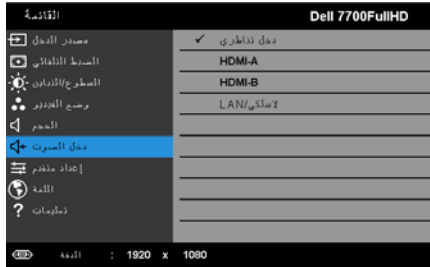 القائمة
Dell 7700FullHD
مصدر الدخل
الضبط التلقائي
السطوع/التباين
وضع الفيديو
الحجم
دخل الصوت
إعداد متقدم
اللغة
تعليمات
✓ دخل تناظري
HDMI-A
HDMI-B
لاسلكي/LAN
الدقة : 1920 x 1080